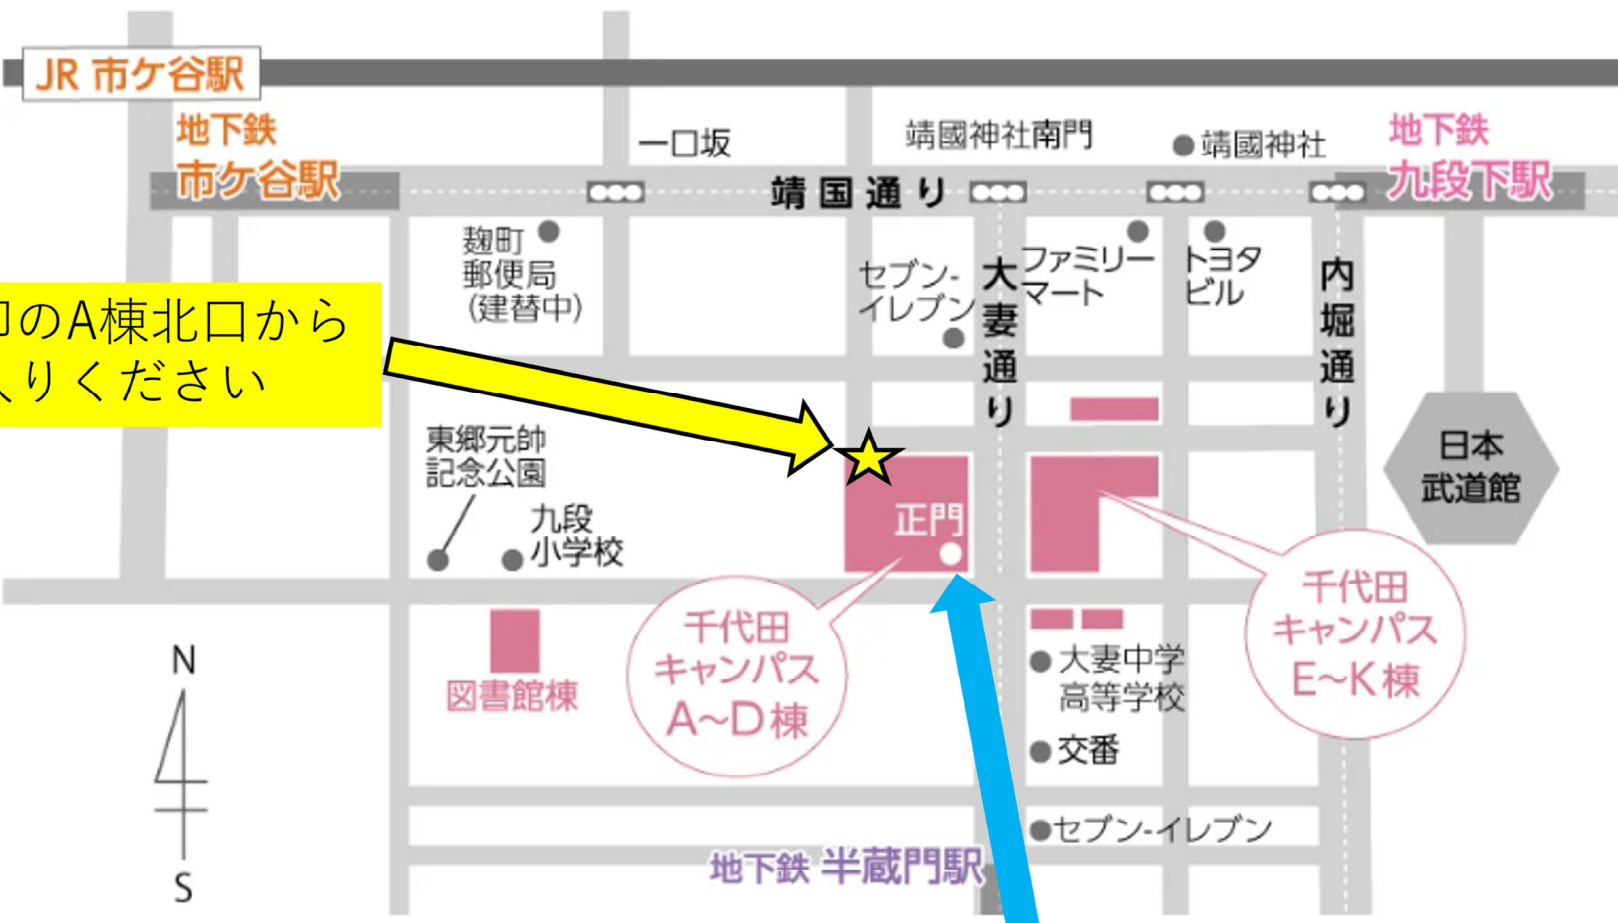 JR 市ケ谷駅
地下鉄
市ケ谷駅
一口坂
靖國神社南門
靖國神社
地下鉄
九段下駅
靖国通り
麹町
郵便局
(建替中)
セブン-
イレブン
大妻通り
ファミリー
マート
トヨタ
ビル
内堀通り
のA棟北口から
りください
東郷元帥
記念公園
九段
小学校
正門
日本
武道館
千代田
キャンパス
A～D棟
千代田
キャンパス
E～K棟
図書館棟
大妻中学
高等学校
交番
セブン-イレブン
地下鉄 半蔵門駅
N
S